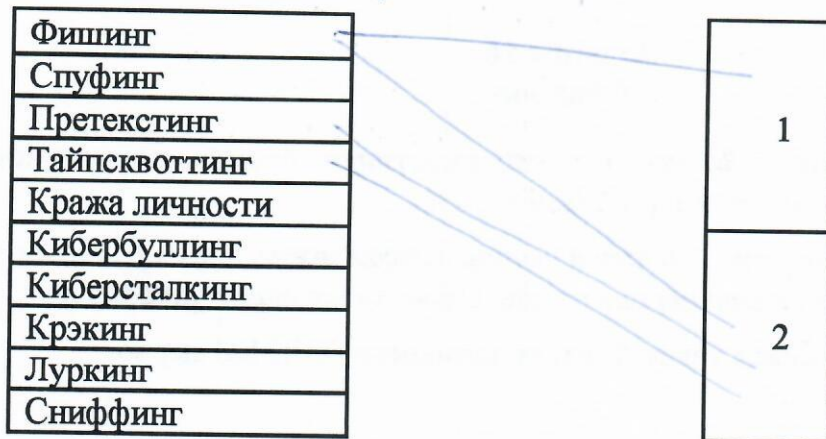 Фишинг
Спуфинг
Претекстинг
Тайпсквоттинг
Кража личности
Кибербуллинг
Киберсталкинг
Крэкинг
Луркинг
Сниффинг
1
2